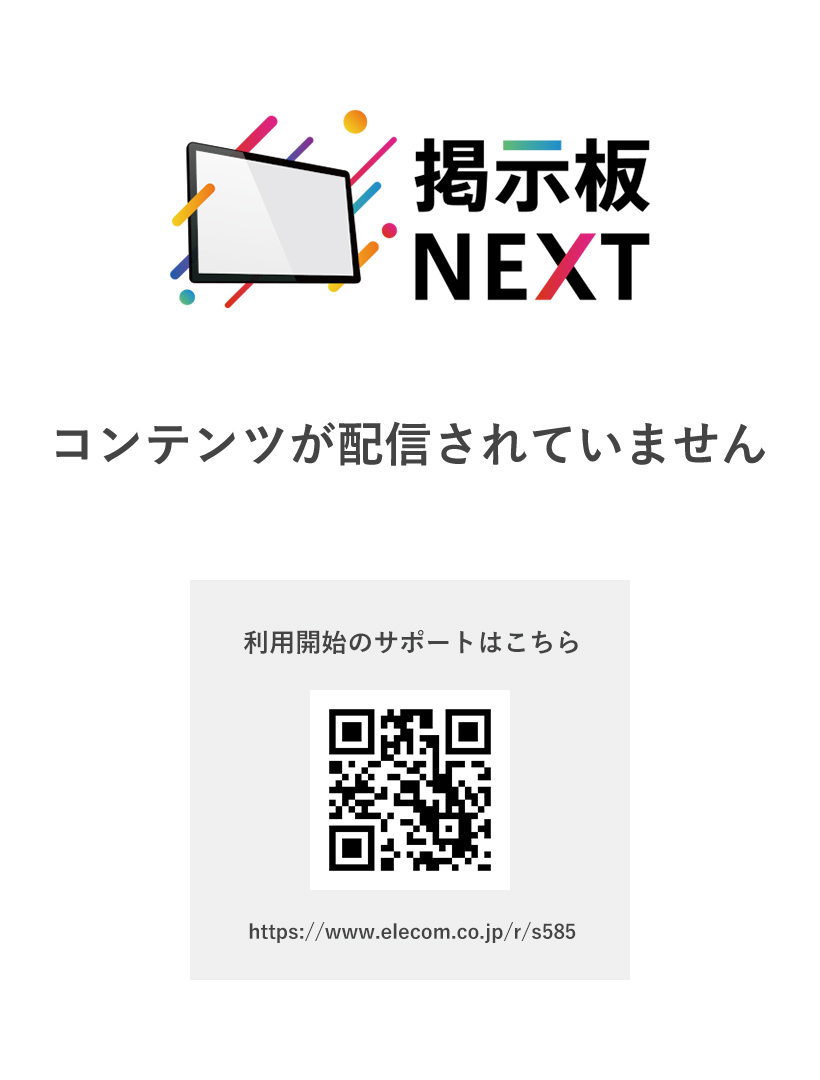 掲示板
NEXT
コンテンツが配信されていません
利用開始のサポートはこちら
https://www.elecom.co.jp/r/s585